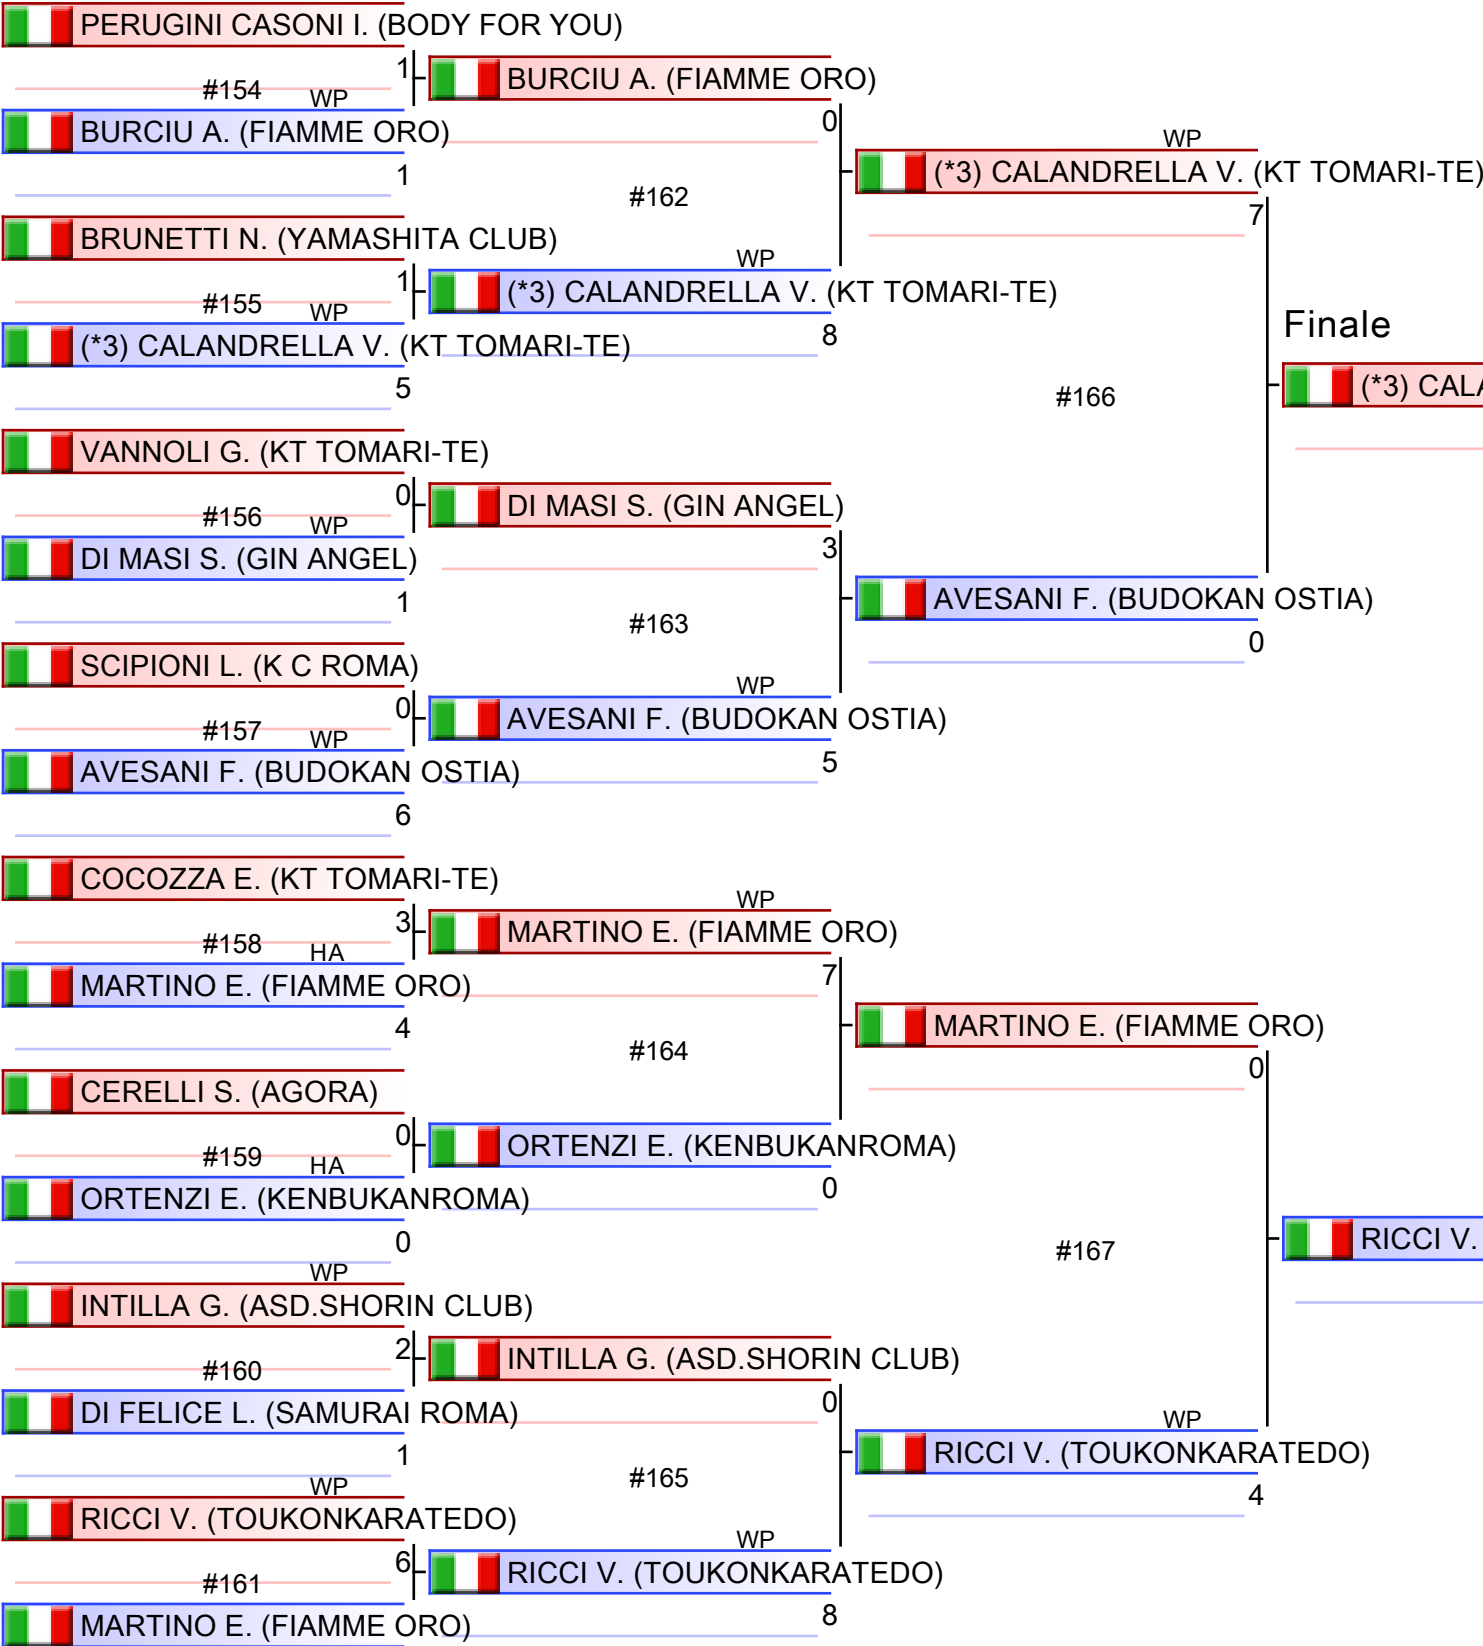 PERUGINI CASONI I. (BODY FOR YOU)
1
#154 WP
BURCIU A. (FIAMME ORO)
1
BRUNETTI N. (YAMASHITA CLUB)
1
#155 WP
(*3) CALANDRELLA V. (KT TOMARI-TE)
5
VANNOLI G. (KT TOMARI-TE)
0
#156 WP
DI MASI S. (GIN ANGEL)
1
SCIPIONI L. (K C ROMA)
0
#157 WP
AVESANI F. (BUDOKAN OSTIA)
6
COCOZZA E. (KT TOMARI-TE)
3
#158 HA
MARTINO E. (FIAMME ORO)
4
CERELLI S. (AGORA)
0
#159 HA
ORTENZI E. (KENBUKANROMA)
0
WP
INTILLA G. (ASD.SHORIN CLUB)
2
#160
DI FELICE L. (SAMURAI ROMA)
1
WP
RICCI V. (TOUKONKARATEDO)
6
#161
MARTINO E. (FIAMME ORO)
BURCIU A. (FIAMME ORO)
0
#162
WP
(*3) CALANDRELLA V. (KT TOMARI-TE)
8
DI MASI S. (GIN ANGEL)
3
#163
WP
AVESANI F. (BUDOKAN OSTIA)
5
WP
MARTINO E. (FIAMME ORO)
7
#164
ORTENZI E. (KENBUKANROMA)
0
INTILLA G. (ASD.SHORIN CLUB)
0
#165
WP
RICCI V. (TOUKONKARATEDO)
8
WP
(*3) CALANDRELLA V. (KT TOMARI-TE)
7
#166
AVESANI F. (BUDOKAN OSTIA)
0
MARTINO E. (FIAMME ORO)
0
#167
WP
RICCI V. (TOUKONKARATEDO)
4
Finale
(*3) CALA
RICCI V.